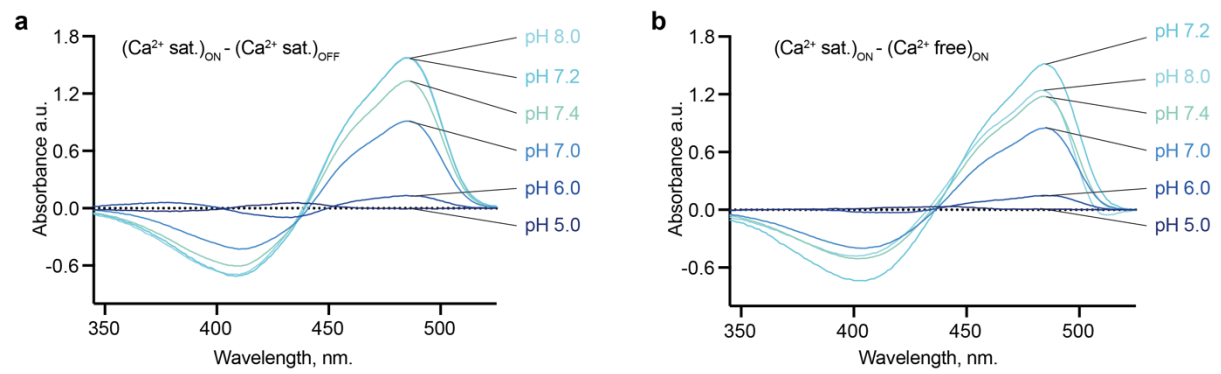 a
(Ca²⁺ sat.)ON - (Ca²⁺ sat.)OFF
Absorbance a.u.
1.8
1.2
0.6
0.0
-0.6
350
400
450
500
Wavelength, nm.
pH 8.0
pH 7.2
pH 7.4
pH 7.0
pH 6.0
pH 5.0
b
(Ca²⁺ sat.)ON - (Ca²⁺ free)ON
Absorbance a.u.
1.8
1.2
0.6
0.0
-0.6
350
400
450
500
Wavelength, nm.
pH 7.2
pH 8.0
pH 7.4
pH 7.0
pH 6.0
pH 5.0